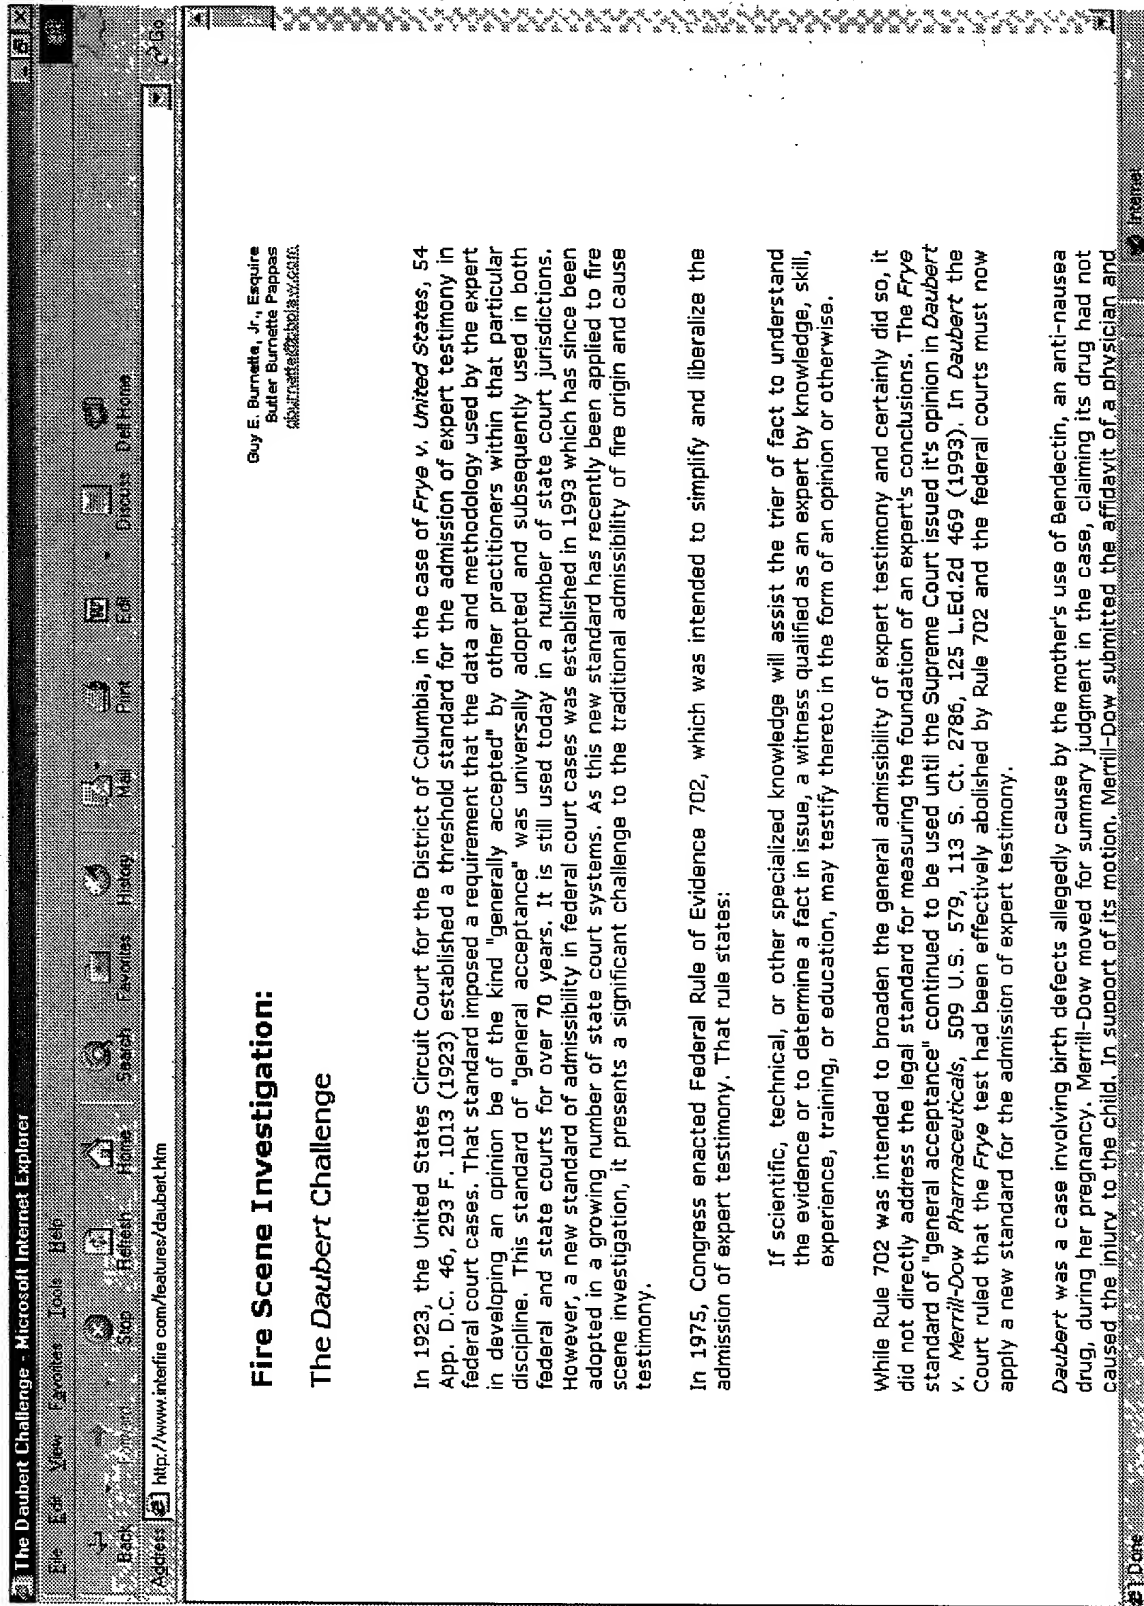 The Daubert Challenge - Microsoft Internet Explorer
File Edit View Favorites Tools Help
Back Forward Stop Refresh Home Search Favorites History Mail Print Edit Discuss Dell Home
Address http://www.interfire.com/features/daubert.htm Go
Guy E. Burnette, Jr., Esquire
Butler Burnette Pappas
Fire Scene Investigation:
The Daubert Challenge
In 1923, the United States Circuit Court for the District of Columbia, in the case of Frye v. United States, 54
App. D.C. 46, 293 F. 1013 (1923) established a threshold standard for the admission of expert testimony in
federal court cases. That standard imposed a requirement that the data and methodology used by the expert
in developing an opinion be of the kind "generally accepted" by other practitioners within that particular
discipline. This standard of "general acceptance" was universally adopted and subsequently used in both
federal and state courts for over 70 years. It is still used today in a number of state court jurisdictions.
However, a new standard of admissibility in federal court cases was established in 1993 which has since been
adopted in a growing number of state court systems. As this new standard has recently been applied to fire
scene investigation, it presents a significant challenge to the traditional admissibility of fire origin and cause
testimony.
In 1975, Congress enacted Federal Rule of Evidence 702, which was intended to simplify and liberalize the
admission of expert testimony. That rule states:
If scientific, technical, or other specialized knowledge will assist the trier of fact to understand
the evidence or to determine a fact in issue, a witness qualified as an expert by knowledge, skill,
experience, training, or education, may testify thereto in the form of an opinion or otherwise.
While Rule 702 was intended to broaden the general admissibility of expert testimony and certainly did so, it
did not directly address the legal standard for measuring the foundation of an expert's conclusions. The Frye
standard of "general acceptance" continued to be used until the Supreme Court issued it's opinion in Daubert
v. Merrill-Dow Pharmaceuticals, 509 U.S. 579, 113 S. Ct. 2786, 125 L.Ed.2d 469 (1993). In Daubert the
Court ruled that the Frye test had been effectively abolished by Rule 702 and the federal courts must now
apply a new standard for the admission of expert testimony.
Daubert was a case involving birth defects allegedly cause by the mother's use of Bendectin, an anti-nausea
drug, during her pregnancy. Merrill-Dow moved for summary judgment in the case, claiming its drug had not
caused the injury to the child. In support of its motion, Merrill-Dow submitted the affidavit of a physician and
Done Internet